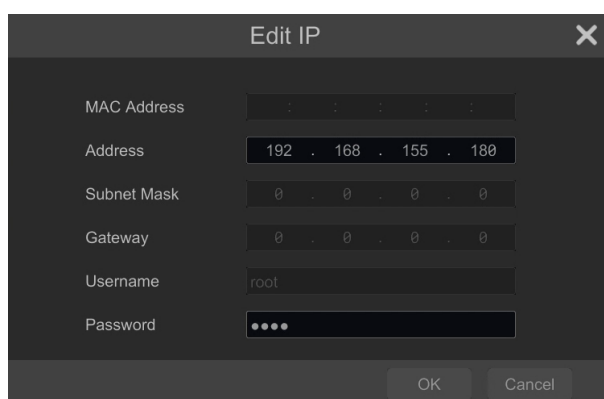 Edit IP
MAC Address : : : : :
Address 192 . 168 . 155 . 180
Subnet Mask 0 . 0 . 0 . 0
Gateway 0 . 0 . 0 . 0
Username root
Password ●●●●
OK Cancel